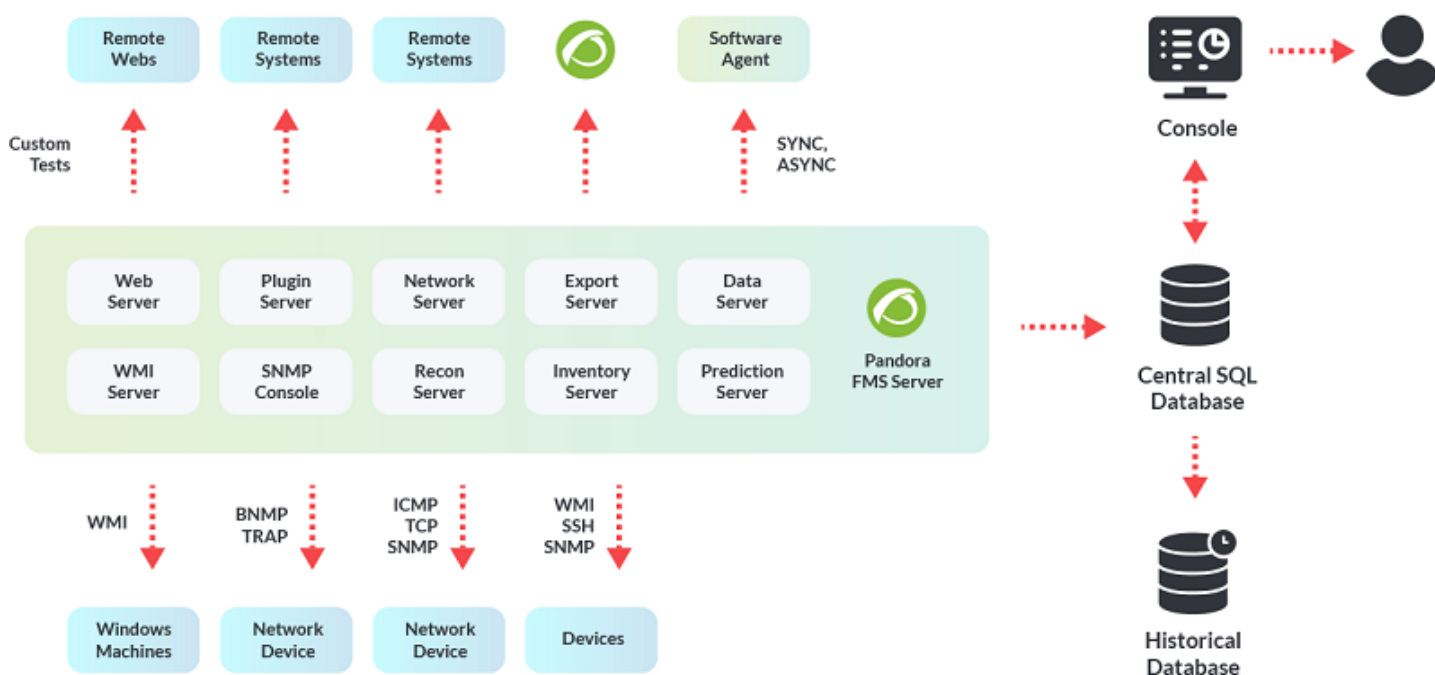 Remote
Webs
Remote
Systems
Remote
Systems
Software
Agent
Console
Custom
Tests
SYNC,
ASYNC
Web
Server
Plugin
Server
Network
Server
Export
Server
Data
Server
WMI
Server
SNMP
Console
Recon
Server
Inventory
Server
Prediction
Server
Pandora
FMS Server
Central SQL
Database
WMI
BNMP
TRAP
ICMP
TCP
SNMP
WMI
SSH
SNMP
Windows
Machines
Network
Device
Network
Device
Devices
Historical
Database